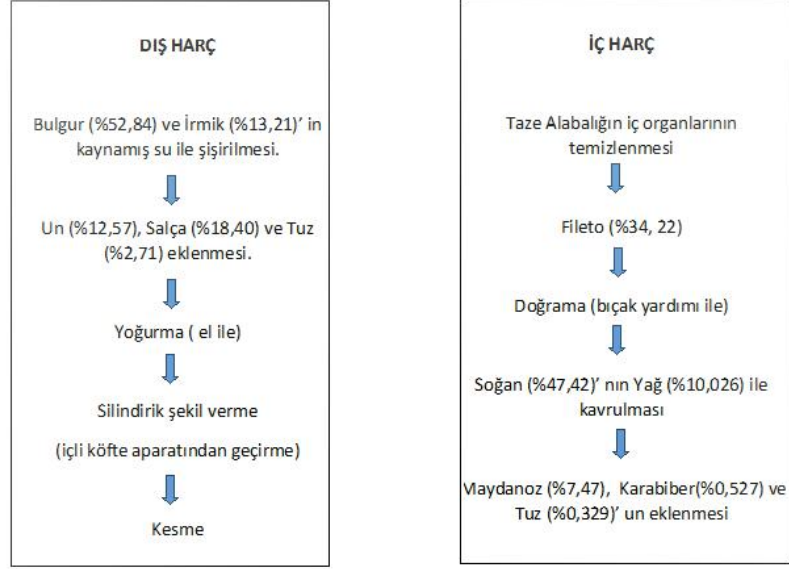 DIŞ HARÇ
Bulgur (%52,84) ve İrmik (%13,21)' in
kaynamış su ile şişirilmesi.
Un (%12,57), Salça (%18,40) ve Tuz
(%2,71) eklenmesi.
Yoğurma ( el ile)
Silindirik şekil verme
(içli köfte aparatından geçirme)
Kesme
İÇ HARÇ
Taze Alabalığın iç organlarının
temizlenmesi
Fileto (%34, 22)
Doğrama (bıçak yardımı ile)
Soğan (%47,42)' nın Yağ (%10,026) ile
kavrulması
Maydanoz (%7,47), Karabiber(%0,527) ve
Tuz (%0,329)' un eklenmesi